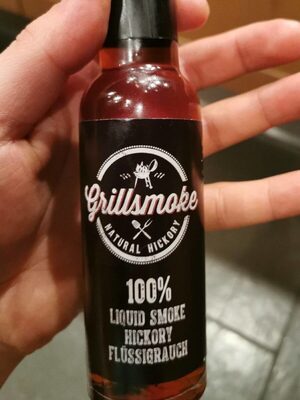 Grillsmoke
NATURAL HICKORY
100%
LIQUID SMOKE
HICKORY
FLÜSSIGRAUCH